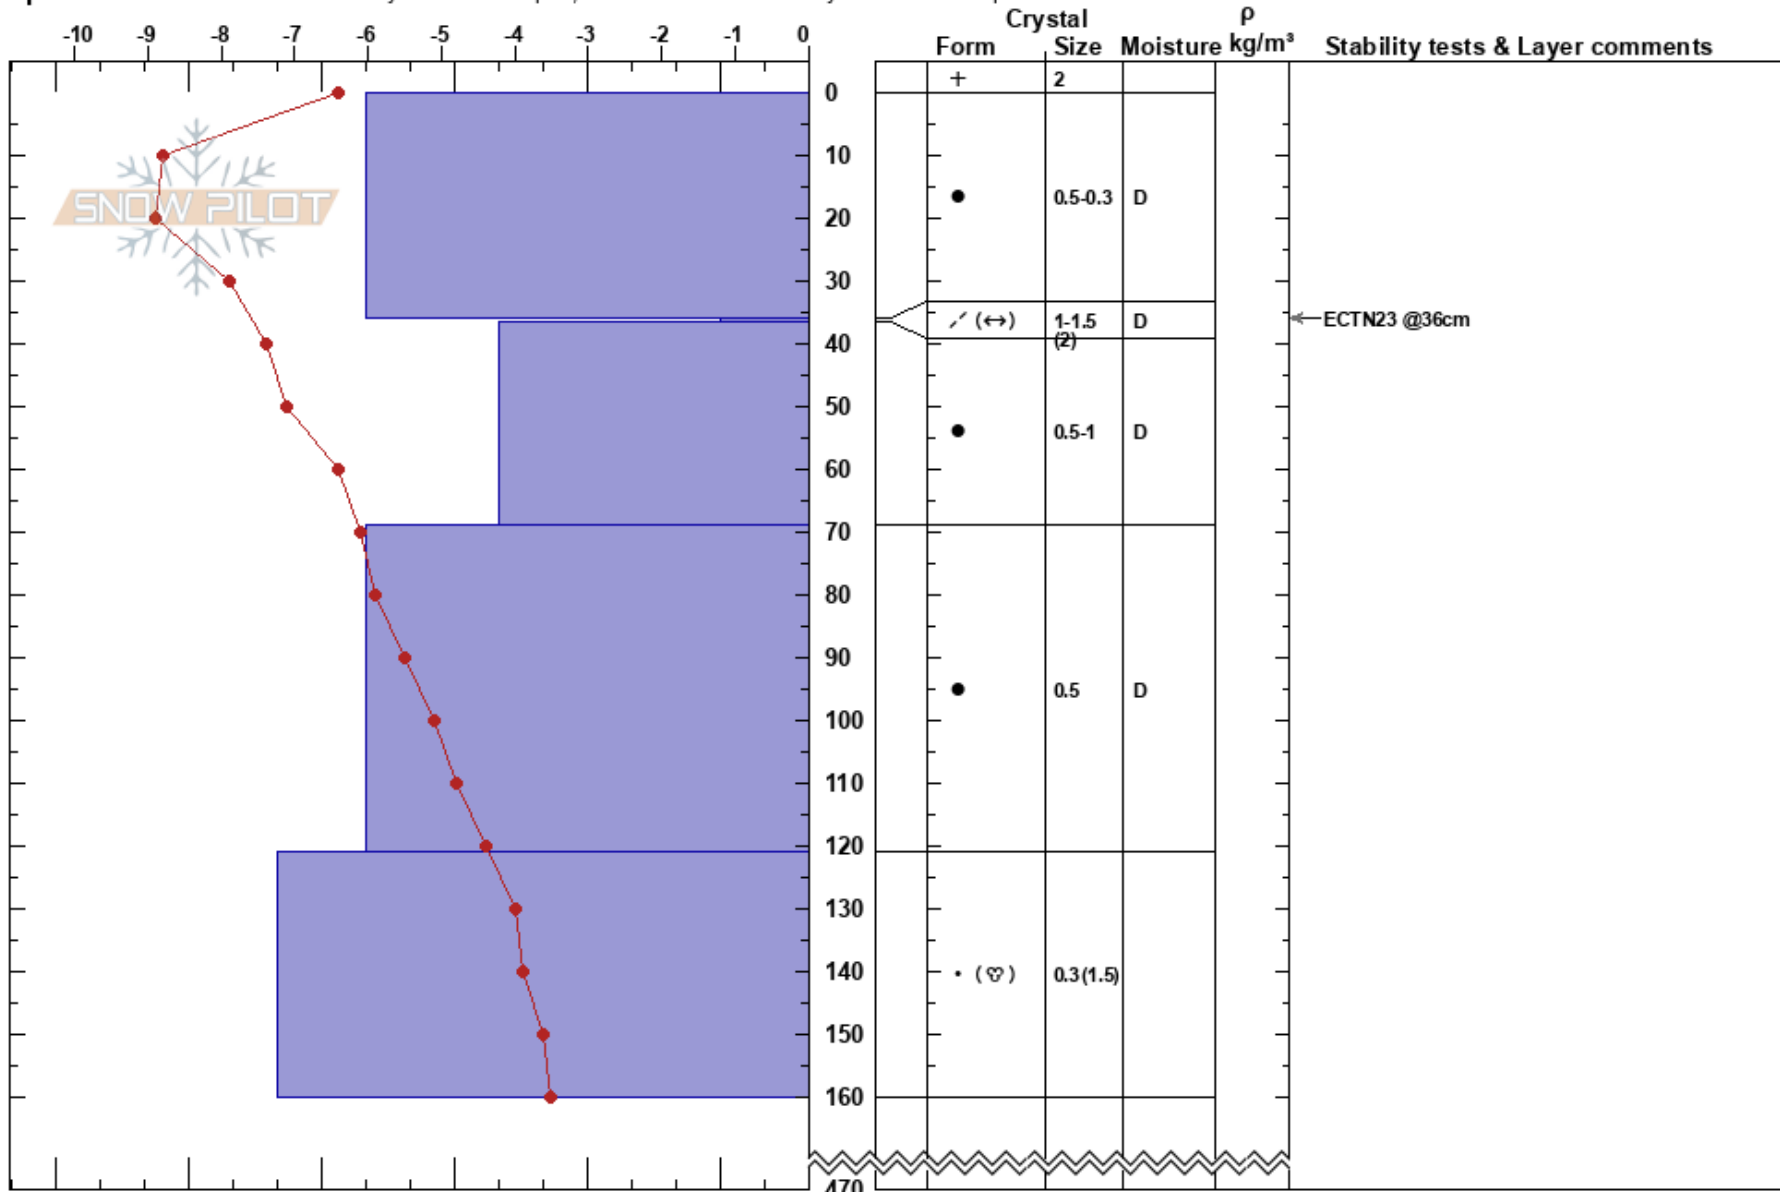 Crystal
ρ
-10 -9 -8 -7 -6 -5 -4 -3 -2 -1 0
Form Size Moisture kg/m³ Stability tests & Layer comments
+ 2
0
10
SNOW PILOT
● 0.5-0.3 D
20
30
(↔) 1-1.5 D
(2)
ECTN23 @36cm
40
50
● 0.5-1 D
60
70
80
90
● 0.5 D
100
110
120
130
140
0.3(1.5)
150
160
470